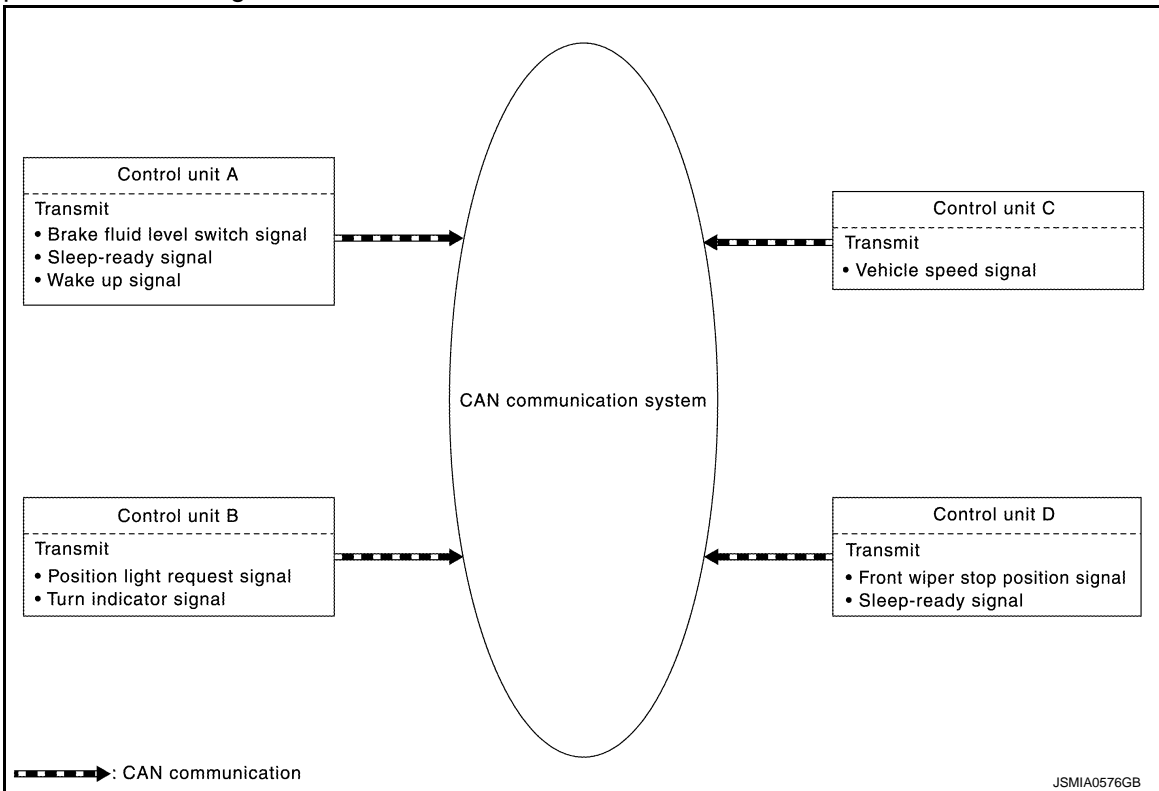 Control unit A
Transmit
• Brake fluid level switch signal
• Sleep-ready signal
• Wake up signal
Control unit C
Transmit
• Vehicle speed signal
CAN communication system
Control unit B
Transmit
• Position light request signal
• Turn indicator signal
Control unit D
Transmit
• Front wiper stop position signal
• Sleep-ready signal
: CAN communication
JSMIA0576GB